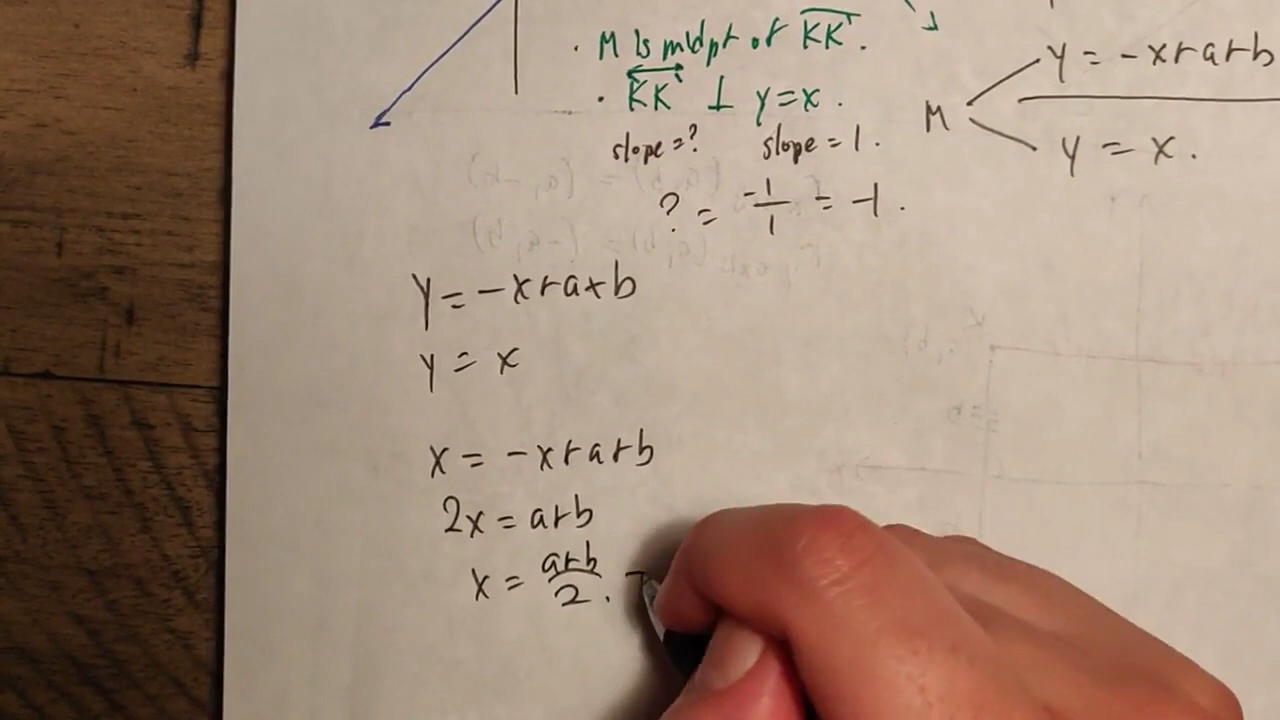 · M is midpt of KK'.
· KK' ⊥ y=x.
slope=? slope=1.
? = -1/1 = -1.
M
y = -x+a+b
y = x.
y = -x+a+b
y = x
x = -x+a+b
2x = a+b
x = a+b/2.